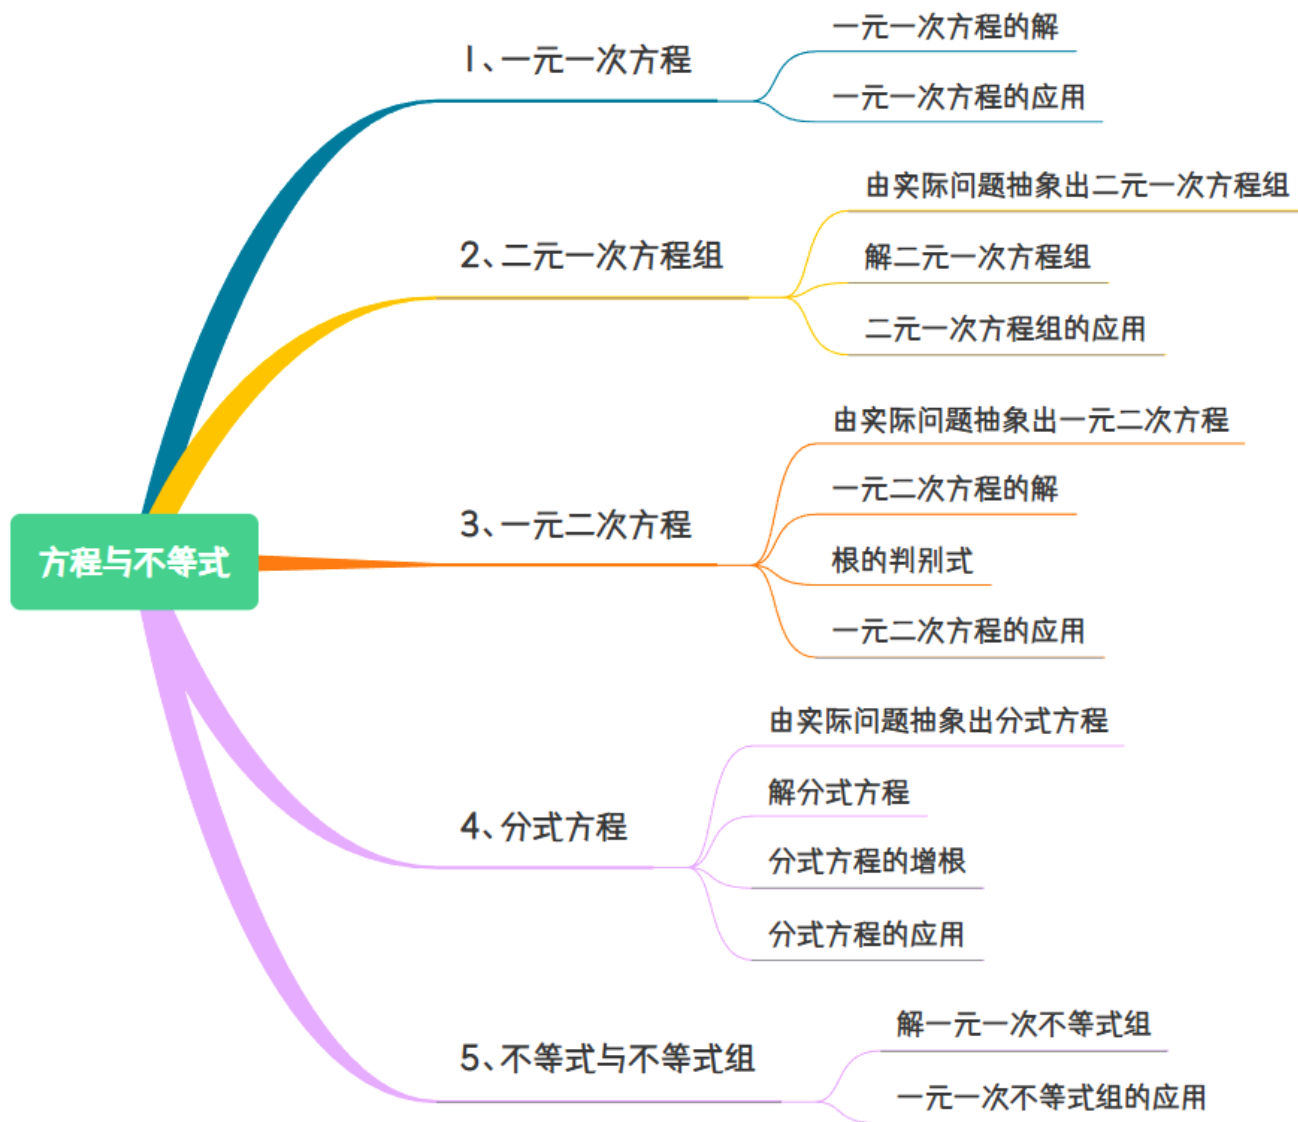 方程与不等式
1、一元一次方程
一元一次方程的解
一元一次方程的应用
2、二元一次方程组
由实际问题抽象出二元一次方程组
解二元一次方程组
二元一次方程组的应用
3、一元二次方程
由实际问题抽象出一元二次方程
一元二次方程的解
根的判别式
一元二次方程的应用
4、分式方程
由实际问题抽象出分式方程
解分式方程
分式方程的增根
分式方程的应用
5、不等式与不等式组
解一元一次不等式组
一元一次不等式组的应用